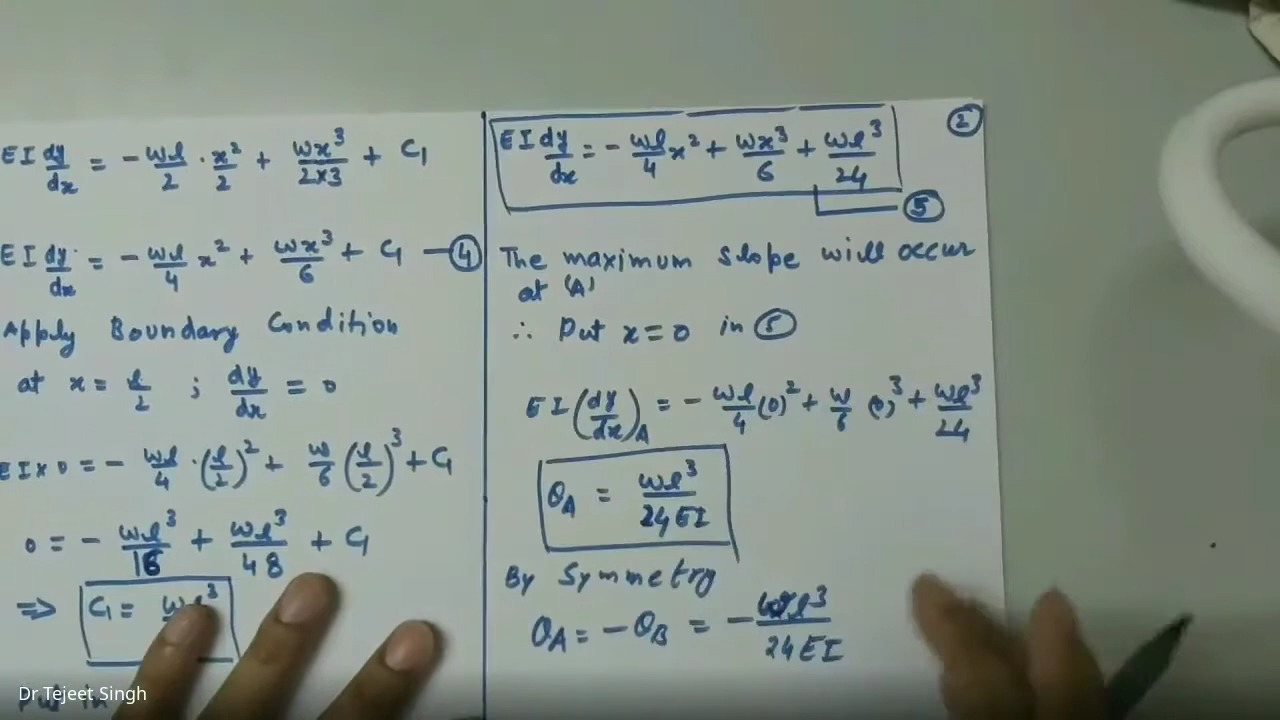 EI dy/dx = - wl/2 · x²/2 + wx³/2×3 + C₁
EI dy/dx = - wl/4 x² + wx³/6 + C₁ — ④
Apply Boundary Condition
at x = l/2 ; dy/dx = 0
EI×0 = - wl/4 · (l/2)² + w/6 (l/2)³ + C₁
0 = - wl³/16 + wl³/48 + C₁
⇒ C₁ = wl³
Put in
②
EI dy/dx = - wl/4 x² + wx³/6 + wl³/24
⑤
The maximum slope will occur
at 'A'
∴ Put x = 0 in ⑤
EI (dy/dx)A = - wl/4 (0)² + w/6 (0)³ + wl³/24
θA = wl³/24EI
By Symmetry
θA = - θB = - wl³/24EI
Dr Tejeet Singh